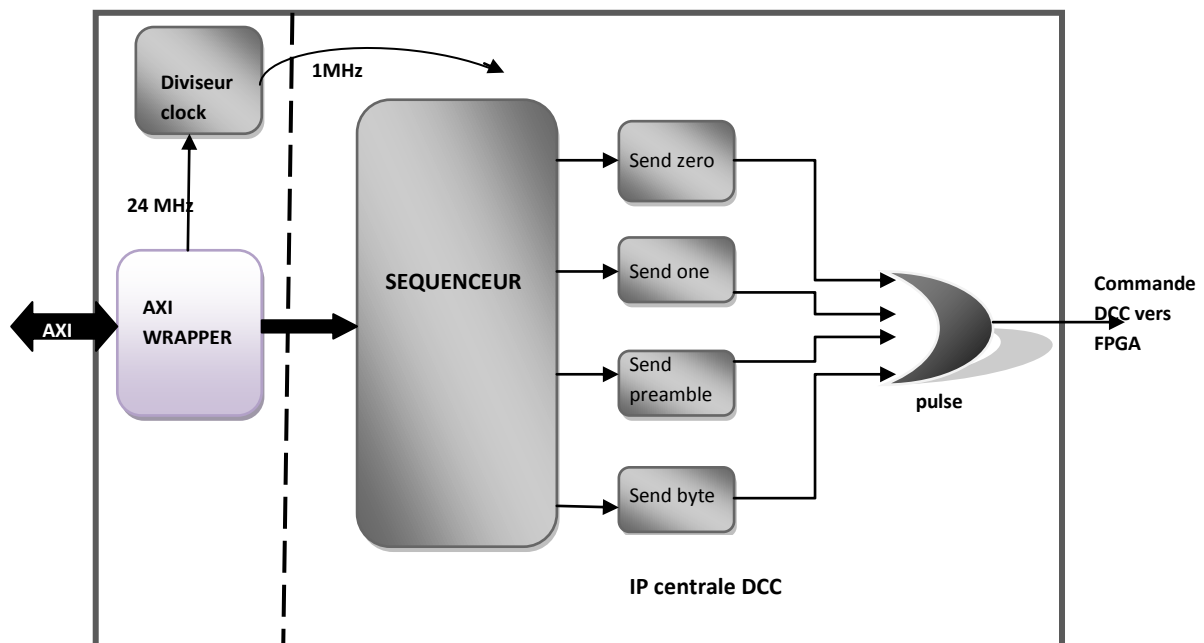 Diviseur
clock
1MHz
24 MHz
AXI
AXI
WRAPPER
SEQUENCEUR
Send zero
Send one
Send
preamble
Send byte
pulse
Commande
DCC vers
FPGA
IP centrale DCC